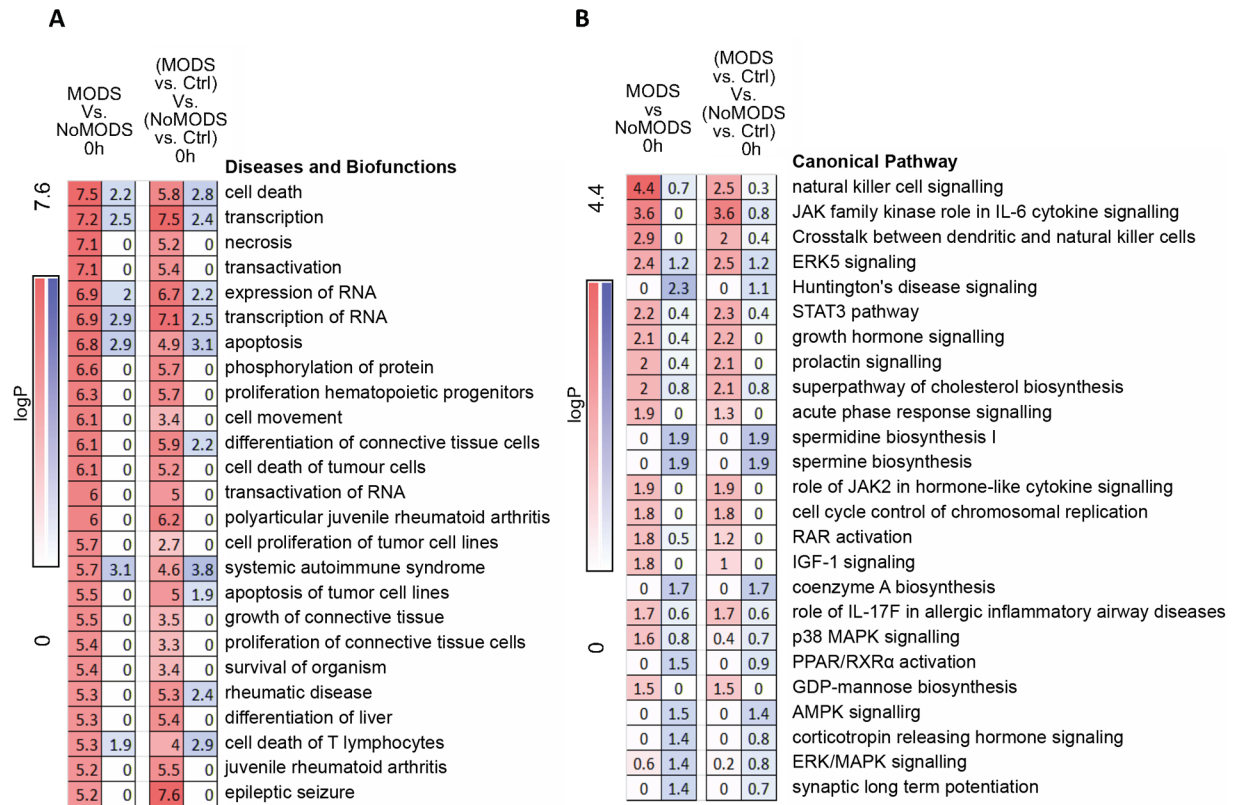 A
MODS
Vs.
NoMODS
0h
(MODS
vs. Ctrl)
Vs.
(NoMODS
vs. Ctrl)
0h
Diseases and Biofunctions
7.6
logP
0
7.5 2.2 5.8 2.8 cell death
7.2 2.5 7.5 2.4 transcription
7.1 0 5.2 0 necrosis
7.1 0 5.4 0 transactivation
6.9 2 6.7 2.2 expression of RNA
6.9 2.9 7.1 2.5 transcription of RNA
6.8 2.9 4.9 3.1 apoptosis
6.6 0 5.7 0 phosphorylation of protein
6.3 0 5.7 0 proliferation hematopoietic progenitors
6.1 0 3.4 0 cell movement
6.1 0 5.9 2.2 differentiation of connective tissue cells
6.1 0 5.2 0 cell death of tumour cells
6 0 5 0 transactivation of RNA
6 0 6.2 0 polyarticular juvenile rheumatoid arthritis
5.7 0 2.7 0 cell proliferation of tumor cell lines
5.7 3.1 4.6 3.8 systemic autoimmune syndrome
5.5 0 5 1.9 apoptosis of tumor cell lines
5.5 0 3.5 0 growth of connective tissue
5.4 0 3.3 0 proliferation of connective tissue cells
5.4 0 3.4 0 survival of organism
5.3 0 5.3 2.4 rheumatic disease
5.3 0 5.4 0 differentiation of liver
5.3 1.9 4 2.9 cell death of T lymphocytes
5.2 0 5.5 0 juvenile rheumatoid arthritis
5.2 0 7.6 0 epileptic seizure
B
MODS
vs
NoMODS
0h
(MODS
vs. Ctrl)
Vs.
(NoMODS
vs. Ctrl)
0h
Canonical Pathway
4.4
logP
0
4.4 0.7 2.5 0.3 natural killer cell signalling
3.6 0 3.6 0.8 JAK family kinase role in IL-6 cytokine signalling
2.9 0 2 0.4 Crosstalk between dendritic and natural killer cells
2.4 1.2 2.5 1.2 ERK5 signaling
0 2.3 0 1.1 Huntington's disease signaling
2.2 0.4 2.3 0.4 STAT3 pathway
2.1 0.4 2.2 0 growth hormone signalling
2 0.4 2.1 0 prolactin signalling
2 0.8 2.1 0.8 superpathway of cholesterol biosynthesis
1.9 0 1.3 0 acute phase response signalling
0 1.9 0 1.9 spermidine biosynthesis I
0 1.9 0 1.9 spermine biosynthesis
1.9 0 1.9 0 role of JAK2 in hormone-like cytokine signalling
1.8 0 1.8 0 cell cycle control of chromosomal replication
1.8 0.5 1.2 0 RAR activation
1.8 0 1 0 IGF-1 signaling
0 1.7 0 1.7 coenzyme A biosynthesis
1.7 0.6 1.7 0.6 role of IL-17F in allergic inflammatory airway diseases
1.6 0.8 0.4 0.7 p38 MAPK signalling
0 1.5 0 0.9 PPAR/RXRα activation
1.5 0 1.5 0 GDP-mannose biosynthesis
0 1.5 0 1.4 AMPK signallirg
0 1.4 0 0.8 corticotropin releasing hormone signaling
0.6 1.4 0.2 0.8 ERK/MAPK signalling
0 1.4 0 0.7 synaptic long term potentiation